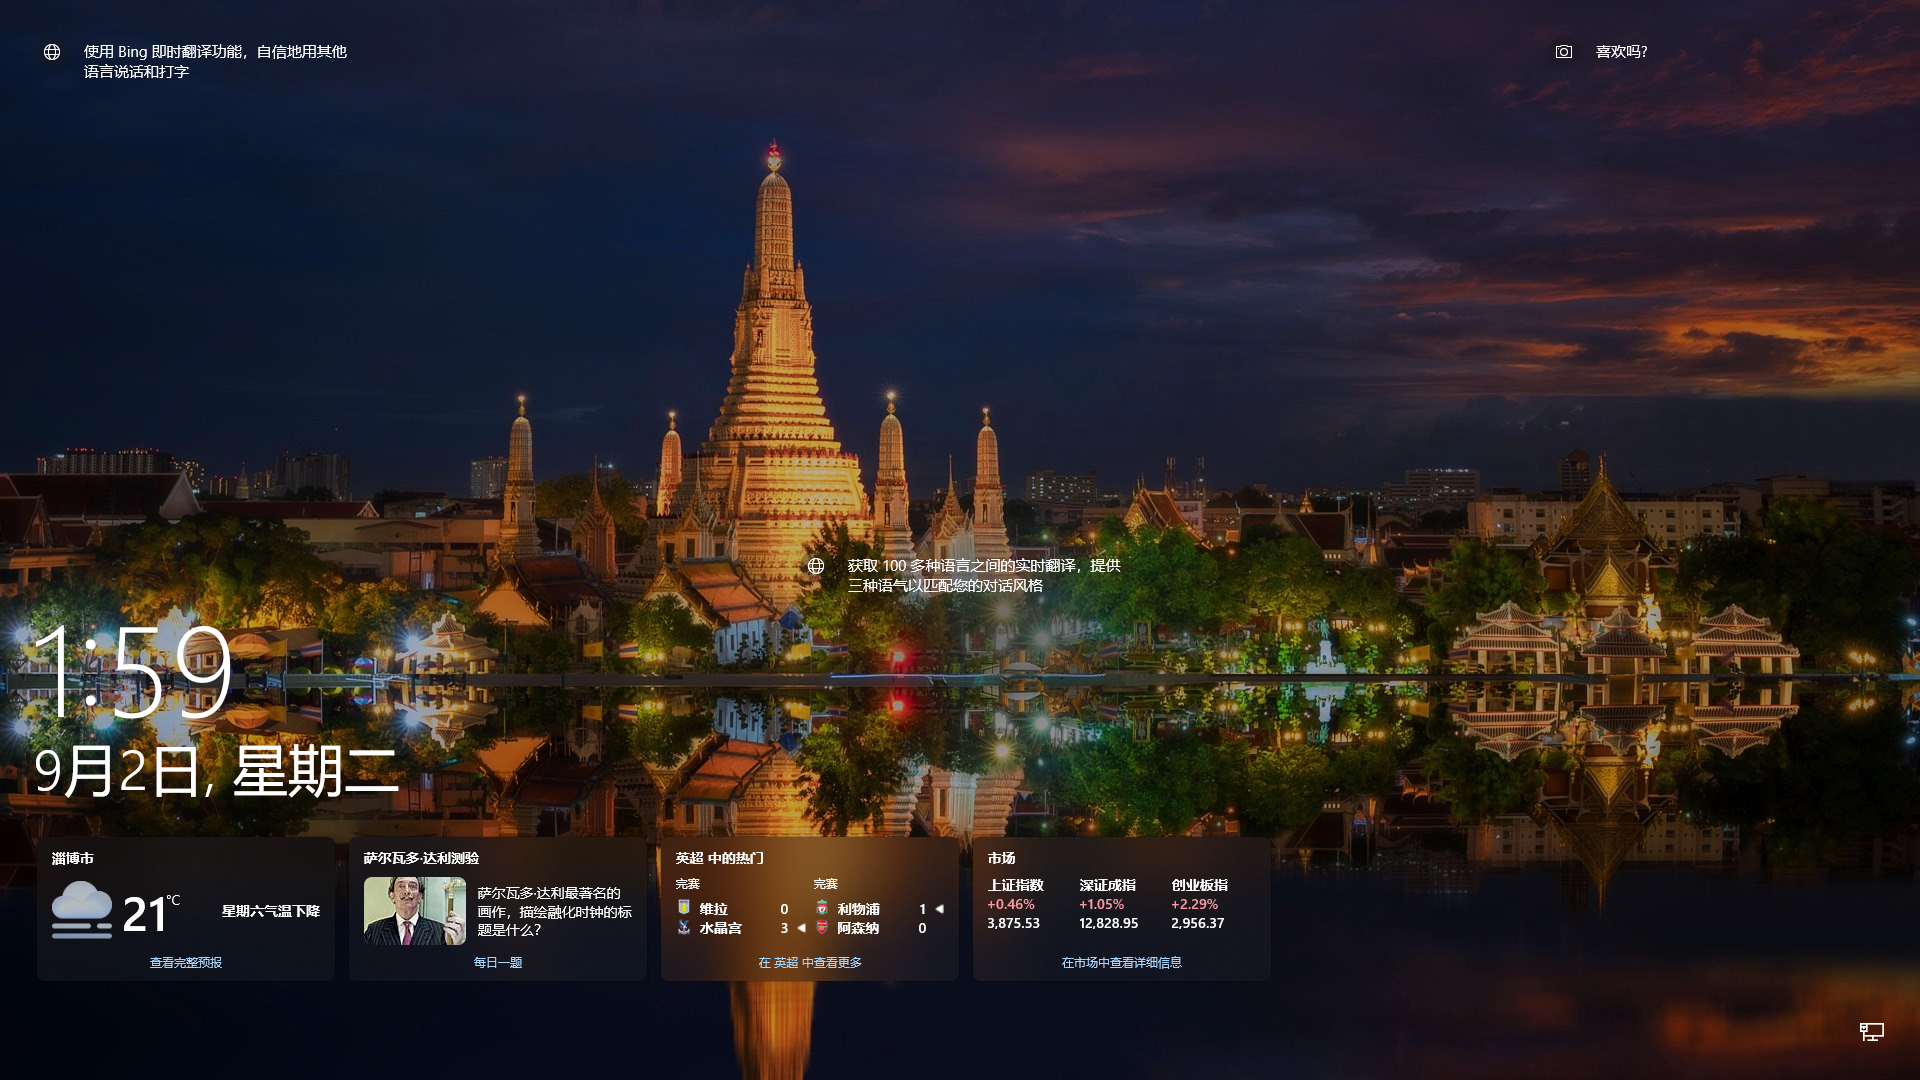 使用 Bing 即时翻译功能，自信地用其他
语言说话和打字
喜欢吗?
获取 100 多种语言之间的实时翻译，提供
三种语气以匹配您的对话风格
1:59
9月2日, 星期二
淄博市
21°C
星期六气温下降
查看完整预报
萨尔瓦多·达利测验
萨尔瓦多·达利最著名的
画作，描绘融化时钟的标
题是什么?
每日一题
英超 中的热门
完赛
维拉 0
水晶宫 3
完赛
利物浦 1
阿森纳 0
在 英超 中查看更多
市场
上证指数 深证成指 创业板指
+0.46% +1.05% +2.29%
3,875.53 12,828.95 2,956.37
在市场中查看详细信息